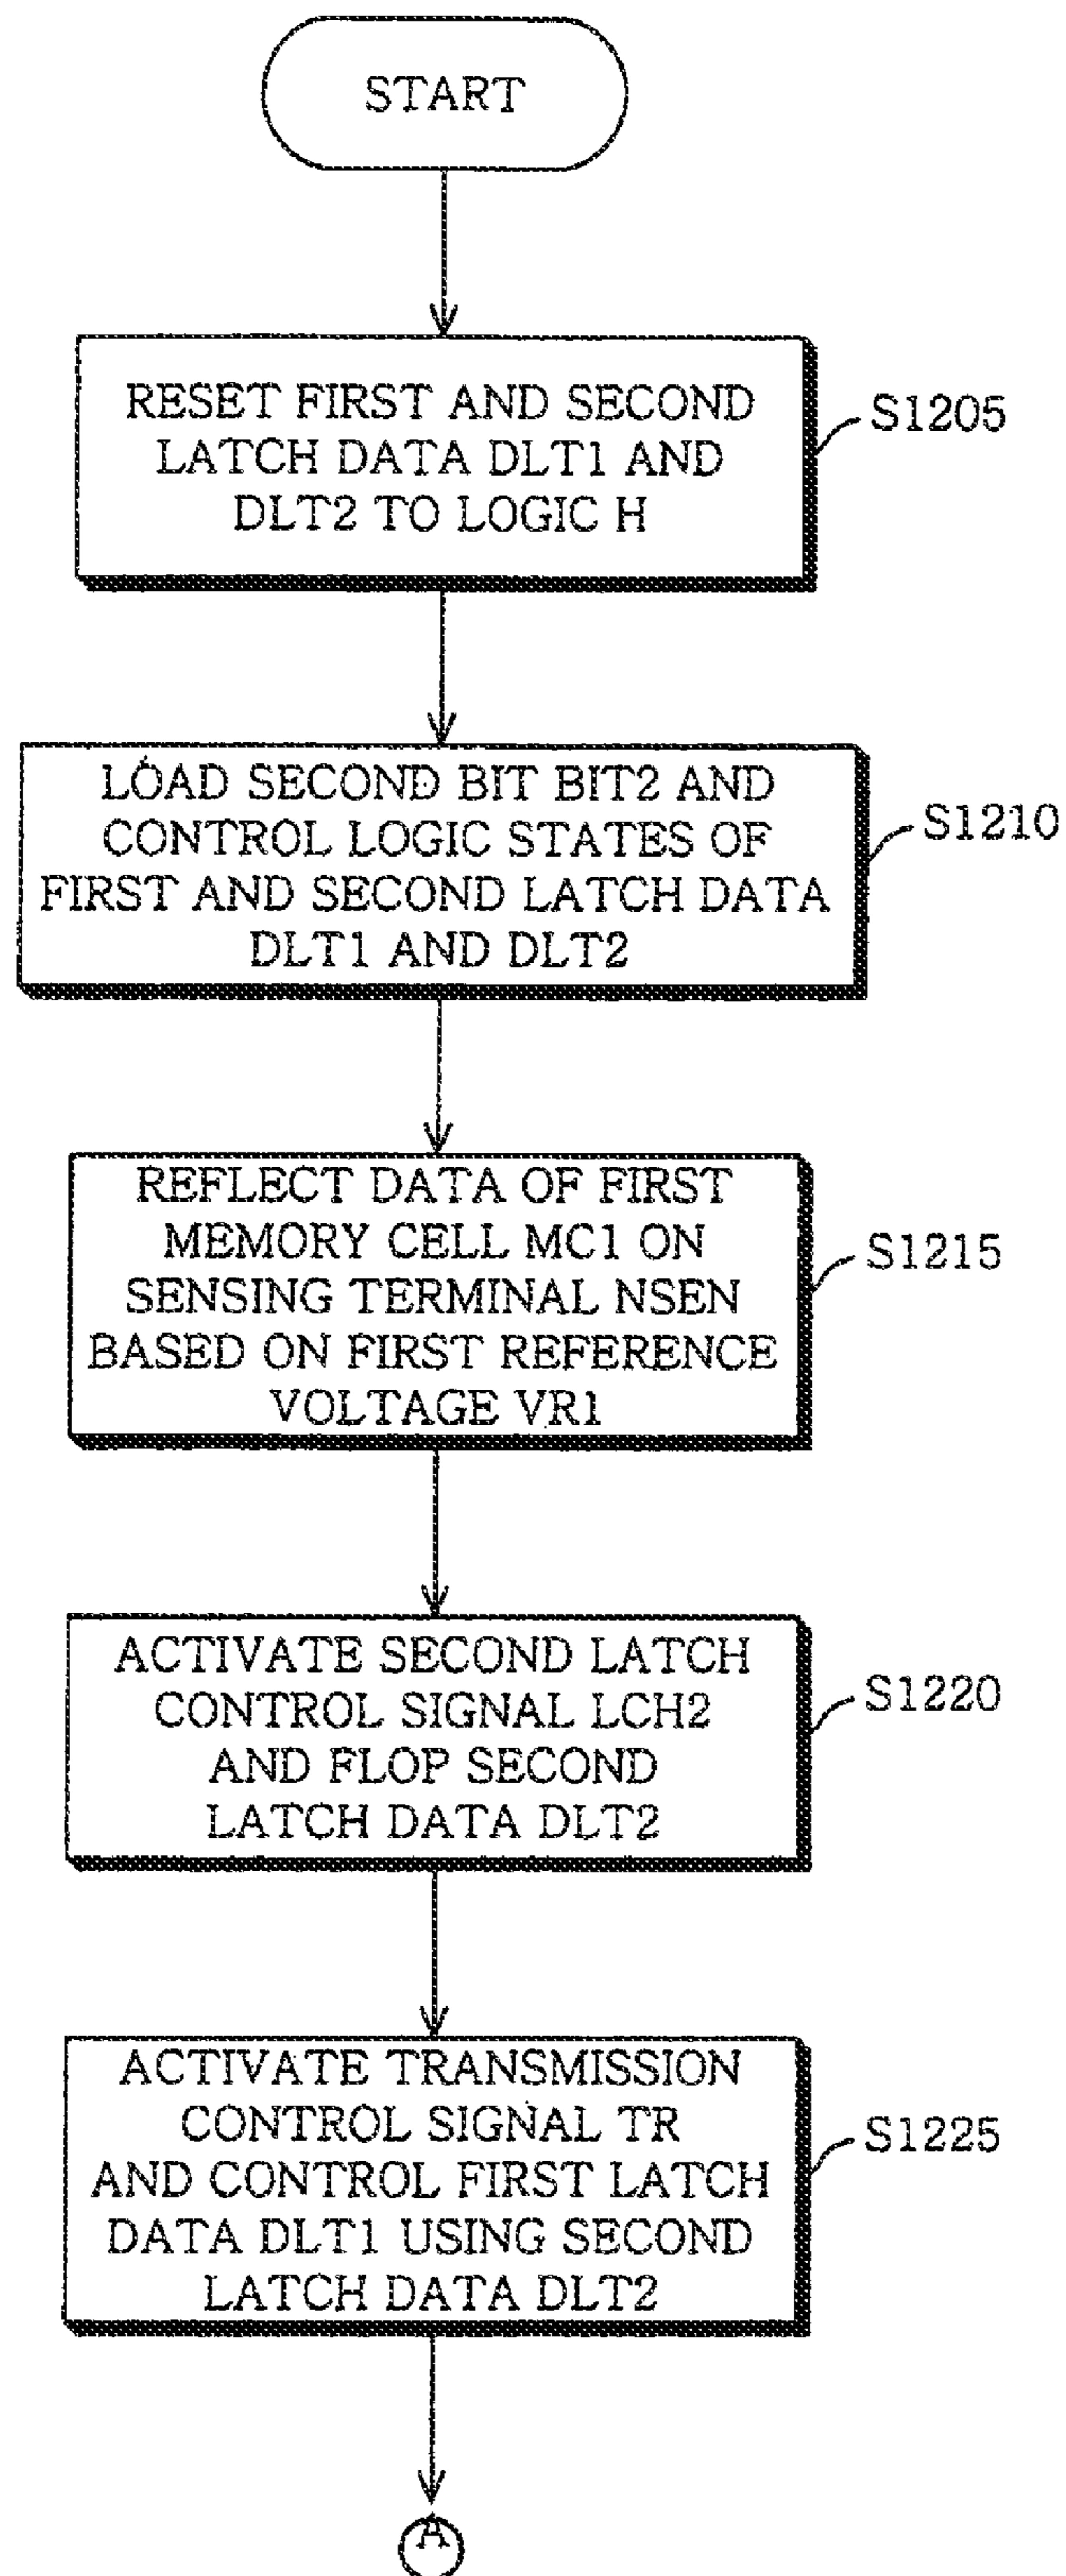 START
RESET FIRST AND SECOND
LATCH DATA DLT1 AND
DLT2 TO LOGIC H
S1205
LOAD SECOND BIT BIT2 AND
CONTROL LOGIC STATES OF
FIRST AND SECOND LATCH DATA
DLT1 AND DLT2
S1210
REFLECT DATA OF FIRST
MEMORY CELL MC1 ON
SENSING TERMINAL NSEN
BASED ON FIRST REFERENCE
VOLTAGE VR1
S1215
ACTIVATE SECOND LATCH
CONTROL SIGNAL LCH2
AND FLOP SECOND
LATCH DATA DLT2
S1220
ACTIVATE TRANSMISSION
CONTROL SIGNAL TR
AND CONTROL FIRST LATCH
DATA DLT1 USING SECOND
LATCH DATA DLT2
S1225
A